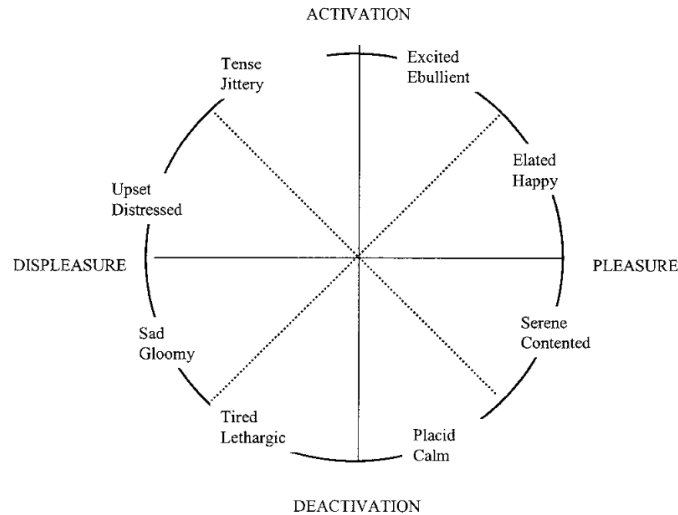 ACTIVATION
Tense
Jittery
Excited
Ebullient
Upset
Distressed
Elated
Happy
DISPLEASURE
PLEASURE
Sad
Gloomy
Serene
Contented
Tired
Lethargic
Placid
Calm
DEACTIVATION